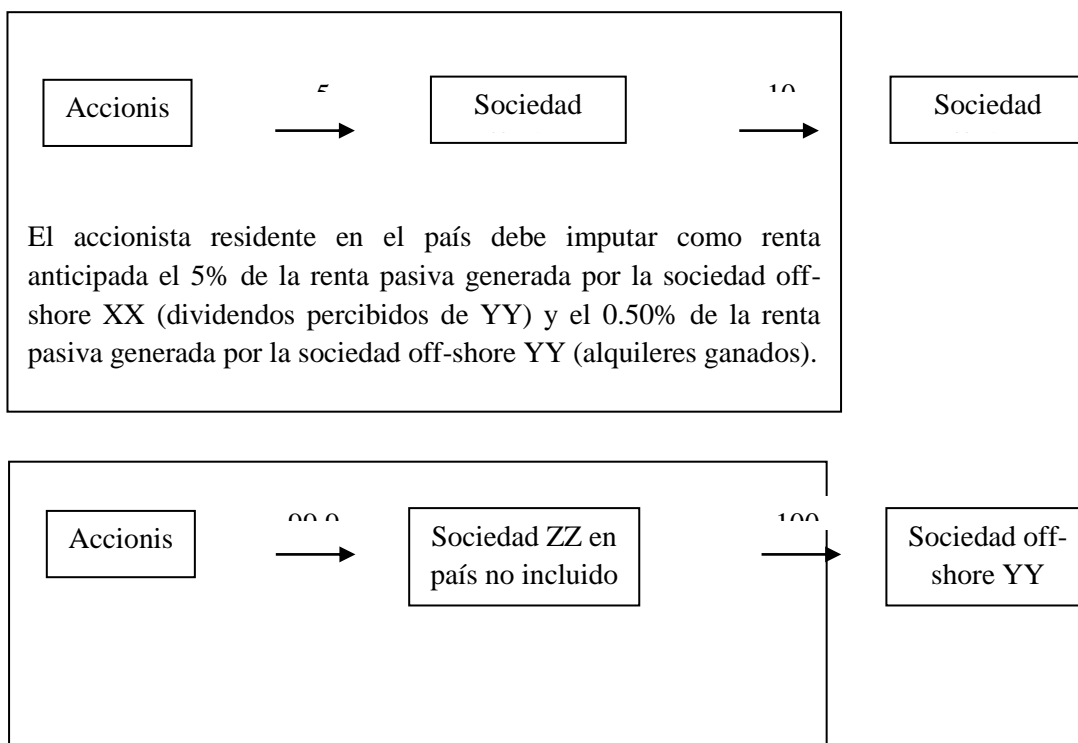 Accionis
Sociedad
Sociedad
El accionista residente en el país debe imputar como renta
anticipada el 5% de la renta pasiva generada por la sociedad off-
shore XX (dividendos percibidos de YY) y el 0.50% de la renta
pasiva generada por la sociedad off-shore YY (alquileres ganados).
Accionis
Sociedad ZZ en
país no incluido
Sociedad off-
shore YY